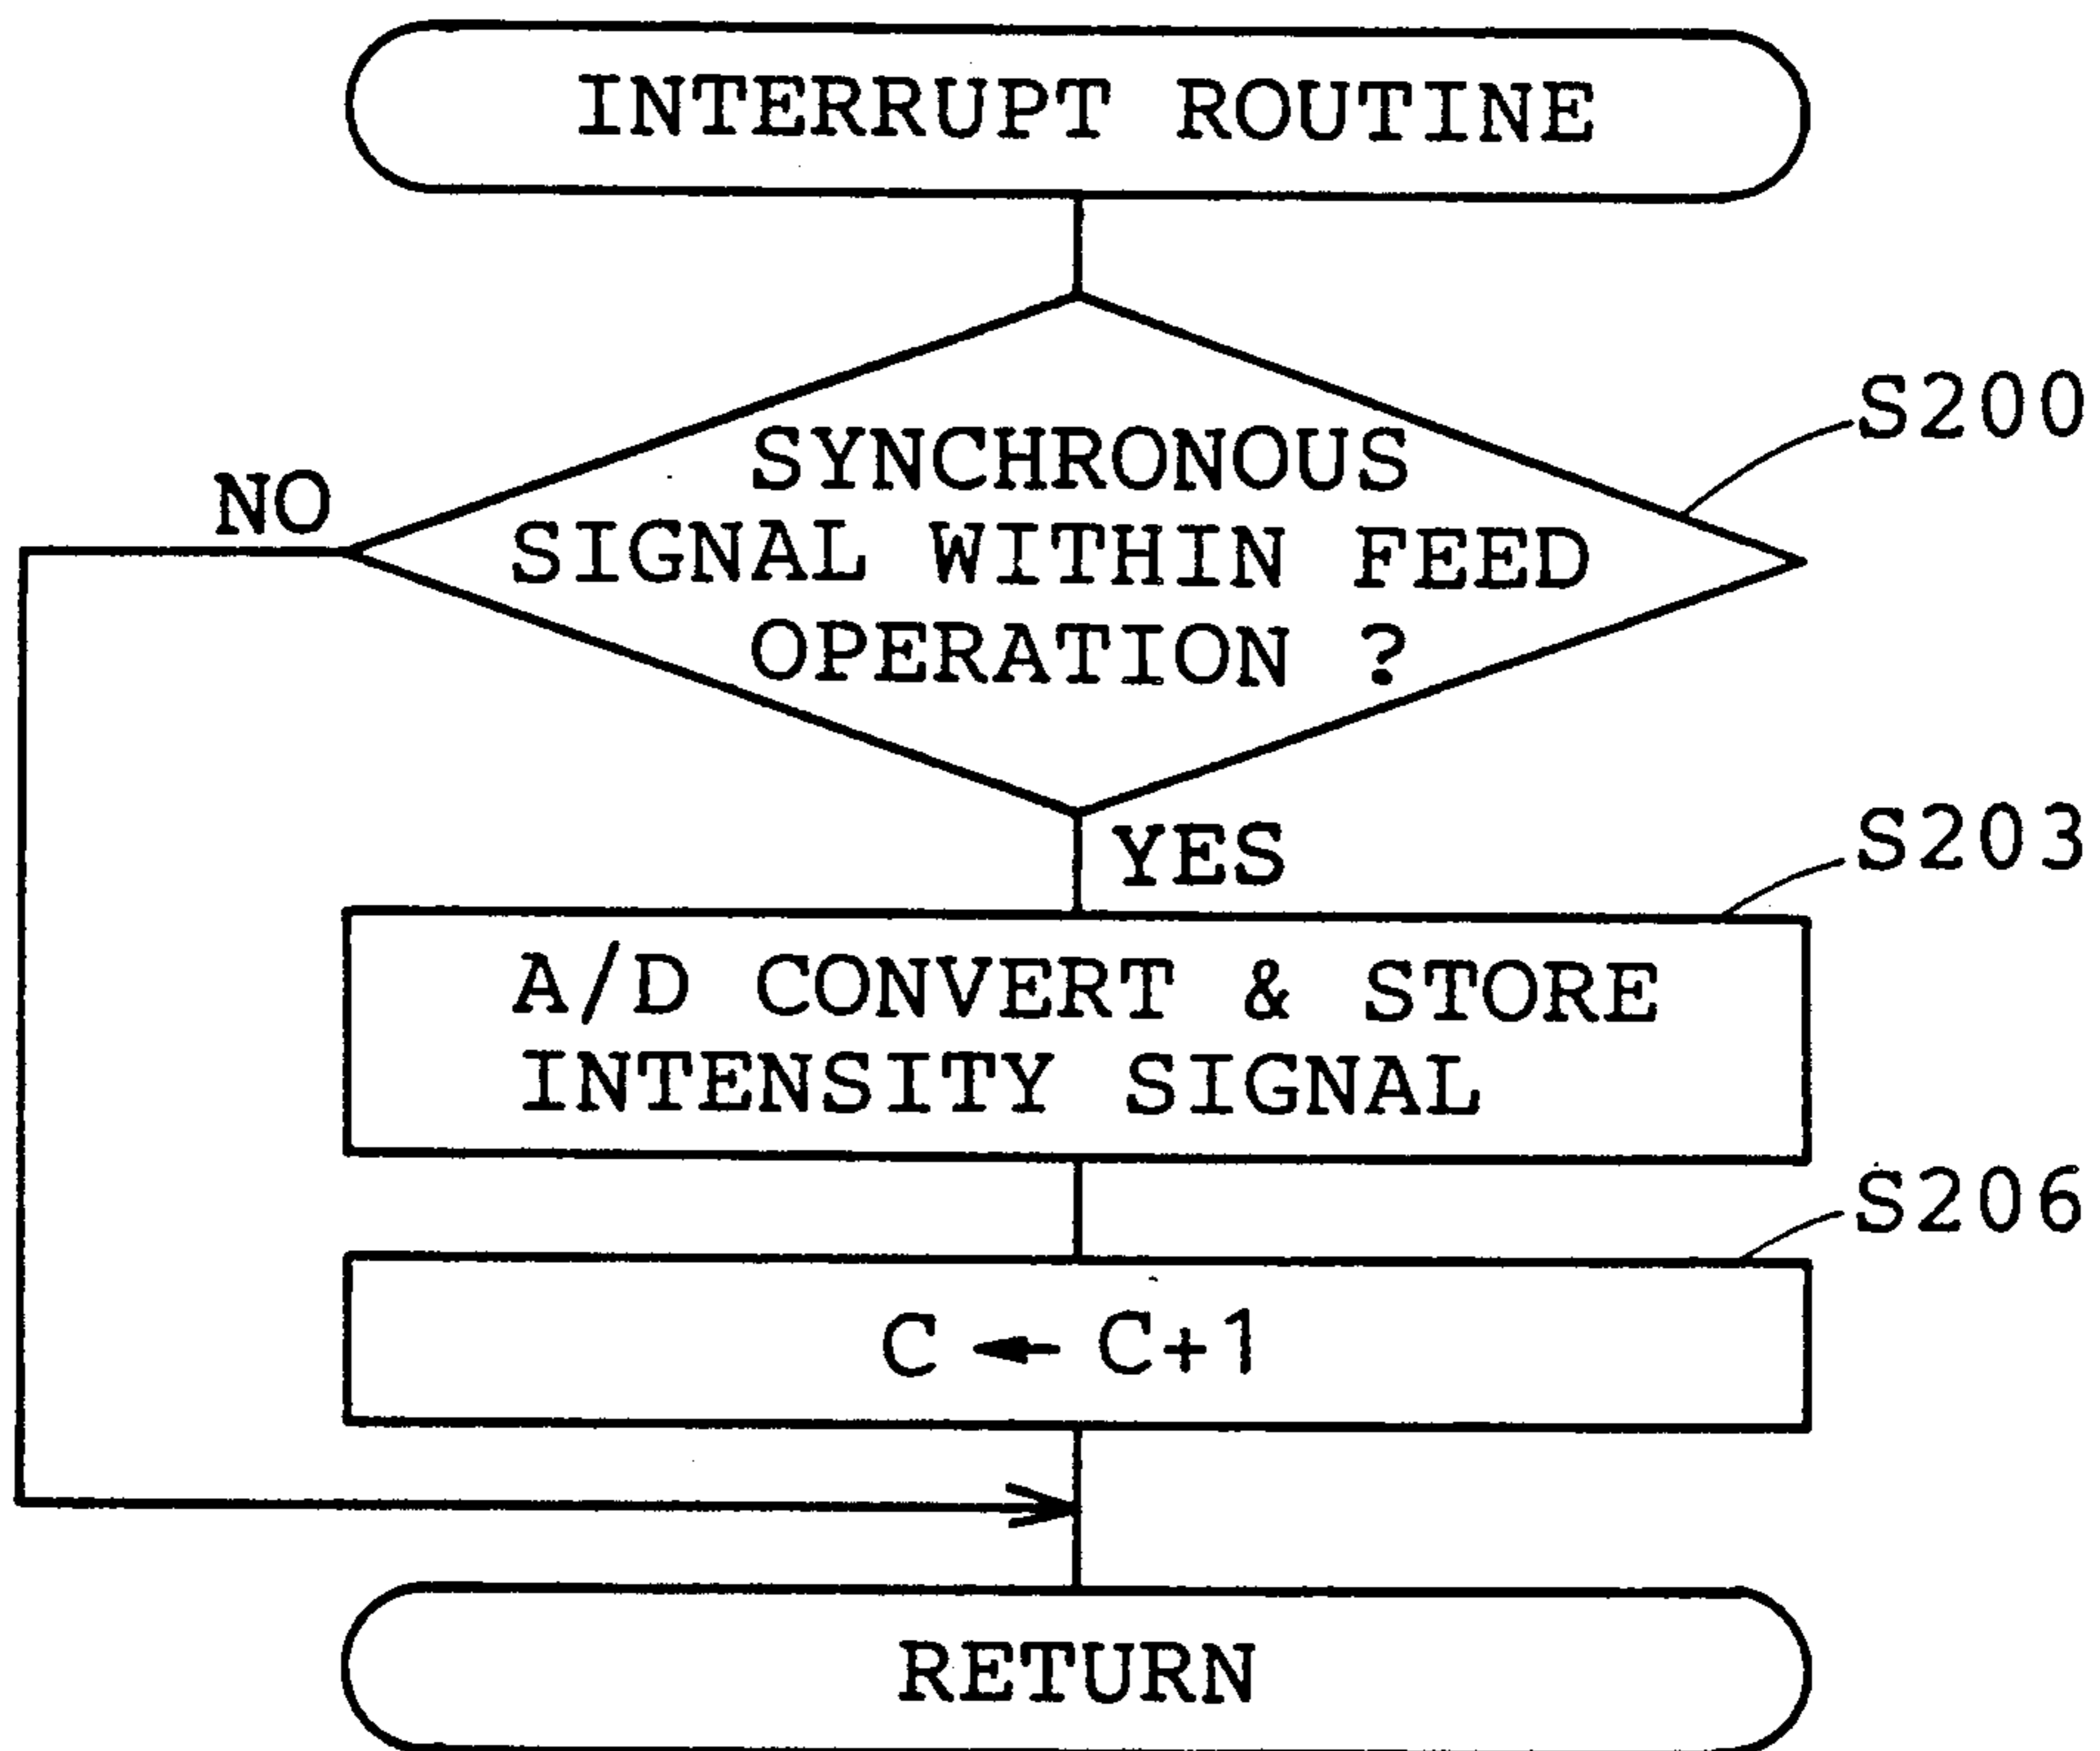 INTERRUPT ROUTINE
S200
SYNCHRONOUS
NO
SIGNAL WITHIN FEED
OPERATION ?
YES
S203
A/D CONVERT & STORE
INTENSITY SIGNAL
S206
C ← C+1
RETURN